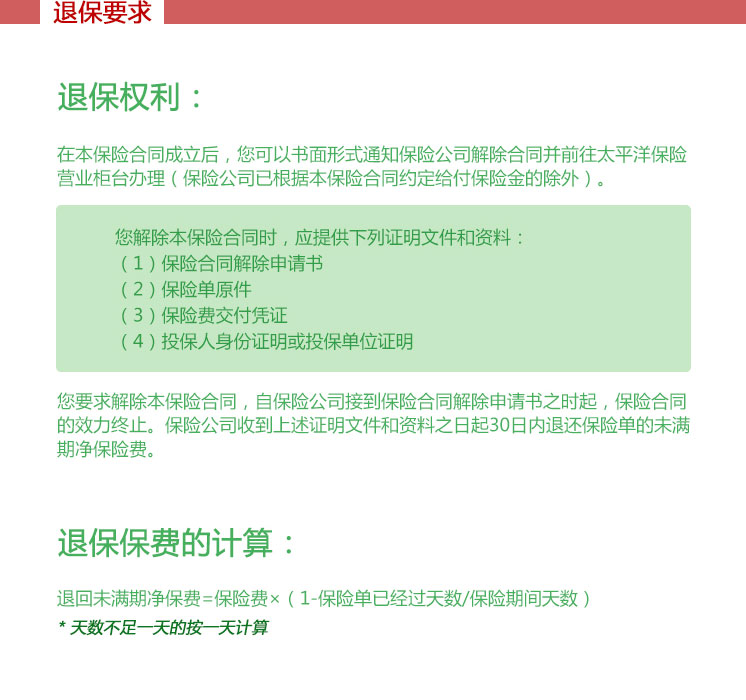 退保要求
退保权利：
在本保险合同成立后，您可以书面形式通知保险公司解除合同并前往太平洋保险
营业柜台办理（保险公司已根据本保险合同约定给付保险金的除外）。
您解除本保险合同时，应提供下列证明文件和资料：
（1）保险合同解除申请书
（2）保险单原件
（3）保险费交付凭证
（4）投保人身份证明或投保单位证明
您要求解除本保险合同，自保险公司接到保险合同解除申请书之时起，保险合同
的效力终止。保险公司收到上述证明文件和资料之日起30日内退还保险单的未满
期净保险费。
退保保费的计算：
退回未满期净保费=保险费×（1-保险单已经过天数/保险期间天数）
* 天数不足一天的按一天计算